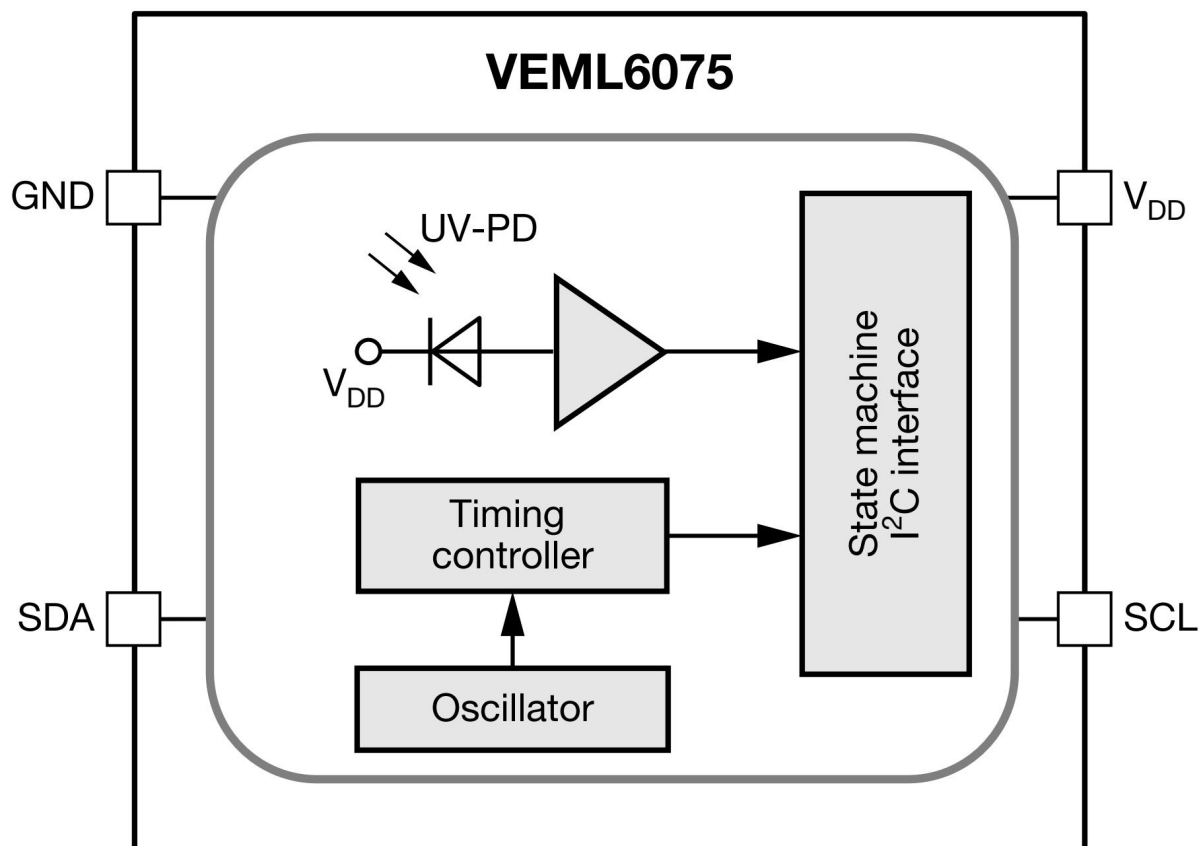 VEML6075
GND
V_DD
UV-PD
V_DD
State machine
I²C interface
Timing
controller
SDA
SCL
Oscillator